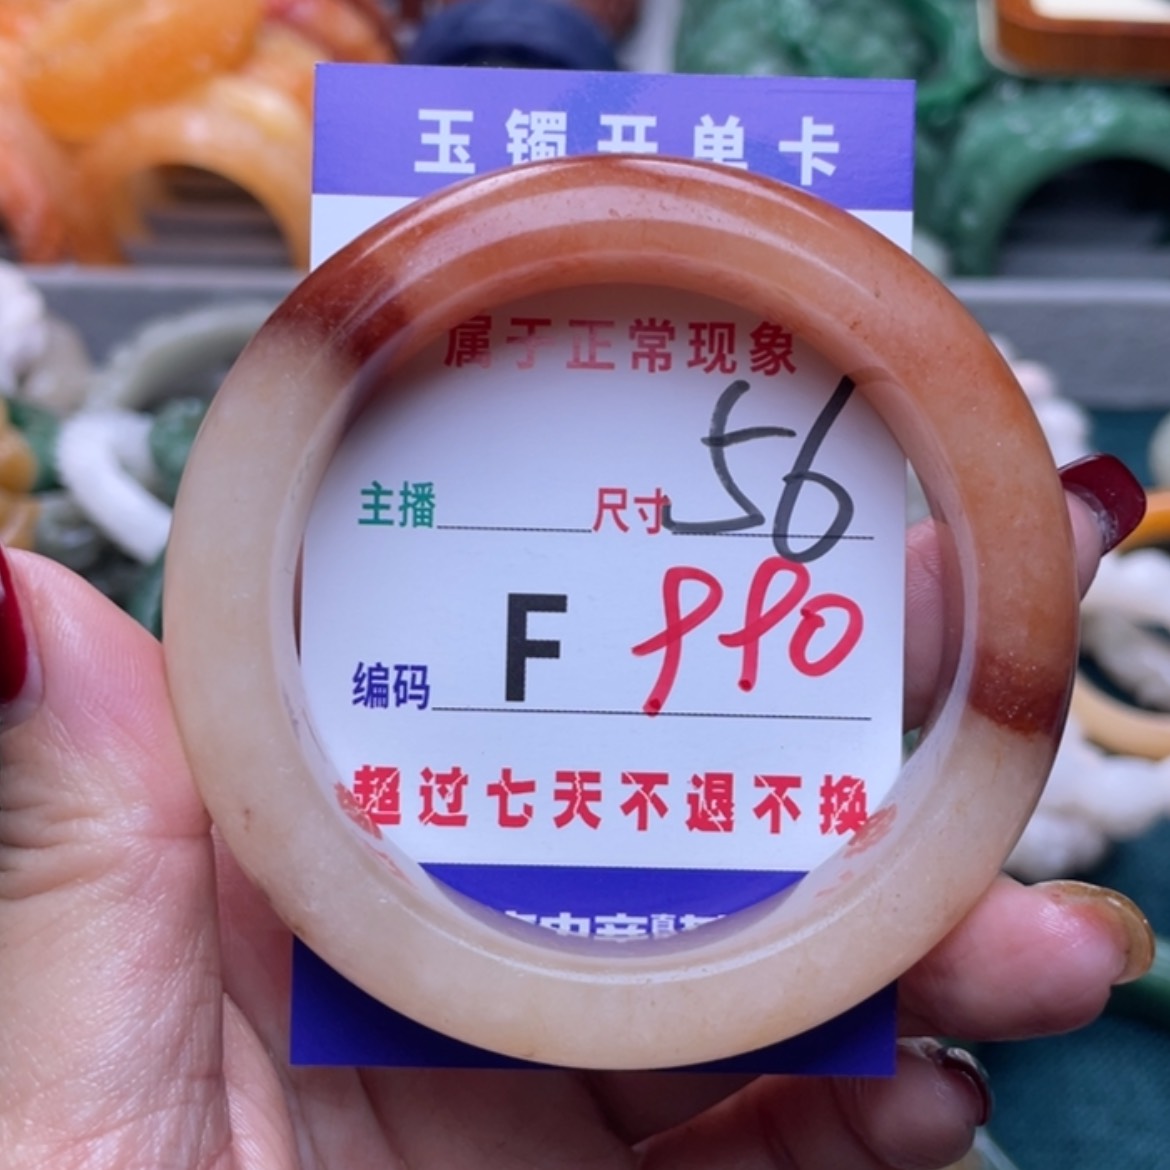 玉镯开单卡
属于正常现象
主播 尺寸 56
编码 F 990
超过七天不退不换